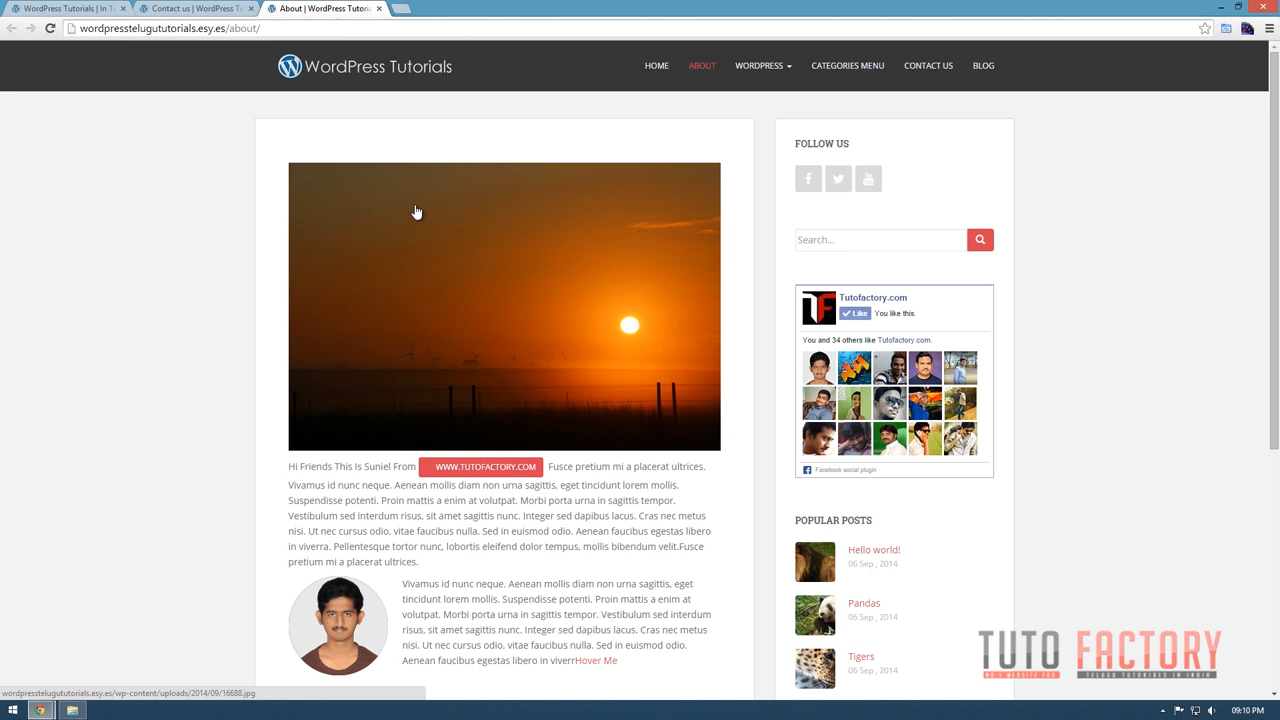 WordPress Tutorials | In T
Contact us | WordPress T
About | WordPress Tutoria
wordpresstelugututorials.esy.es/about/
WordPress Tutorials
HOME
ABOUT
WORDPRESS
CATEGORIES MENU
CONTACT US
BLOG
Hi Friends This Is Suniel From WWW.TUTOFACTORY.COM Fusce pretium mi a placerat ultrices.
Vivamus id nunc neque. Aenean mollis diam non urna sagittis, eget tincidunt lorem mollis.
Suspendisse potenti. Proin mattis a enim at volutpat. Morbi porta urna in sagittis tempor.
Vestibulum sed interdum risus, sit amet sagittis nunc. Integer sed dapibus lacus. Cras nec metus
nisi. Ut nec cursus odio, vitae faucibus nulla. Sed in euismod odio. Aenean faucibus egestas libero
in viverra. Pellentesque tortor nunc, lobortis eleifend dolor tempus, mollis bibendum velit.Fusce
pretium mi a placerat ultrices.
Vivamus id nunc neque. Aenean mollis diam non urna sagittis, eget
tincidunt lorem mollis. Suspendisse potenti. Proin mattis a enim at
volutpat. Morbi porta urna in sagittis tempor. Vestibulum sed interdum
risus, sit amet sagittis nunc. Integer sed dapibus lacus. Cras nec metus
nisi. Ut nec cursus odio, vitae faucibus nulla. Sed in euismod odio.
Aenean faucibus egestas libero in viverrHover Me
FOLLOW US
Search...
Tutofactory.com
Like You like this.
You and 34 others like Tutofactory.com.
Facebook social plugin
POPULAR POSTS
Hello world!
06 Sep , 2014
Pandas
06 Sep , 2014
Tigers
06 Sep , 2014
TUTO FACTORY
NO.1 WEBSITE FOR TELUGU TUTORIALS IN INDIA
wordpresstelugututorials.esy.es/wp-content/uploads/2014/09/16688.jpg
09:10 PM